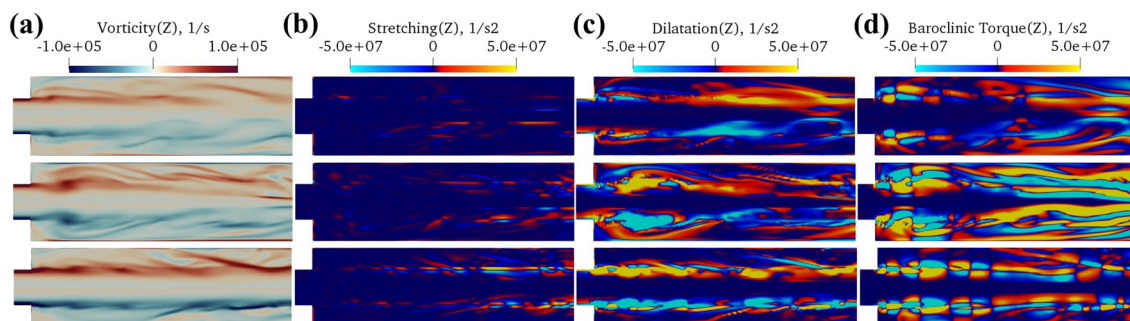 (a) Vorticity(Z), 1/s
-1.0e+05 0 1.0e+05
(b) Stretching(Z), 1/s2
-5.0e+07 0 5.0e+07
(c) Dilatation(Z), 1/s2
-5.0e+07 0 5.0e+07
(d) Baroclinic Torque(Z), 1/s2
-5.0e+07 0 5.0e+07